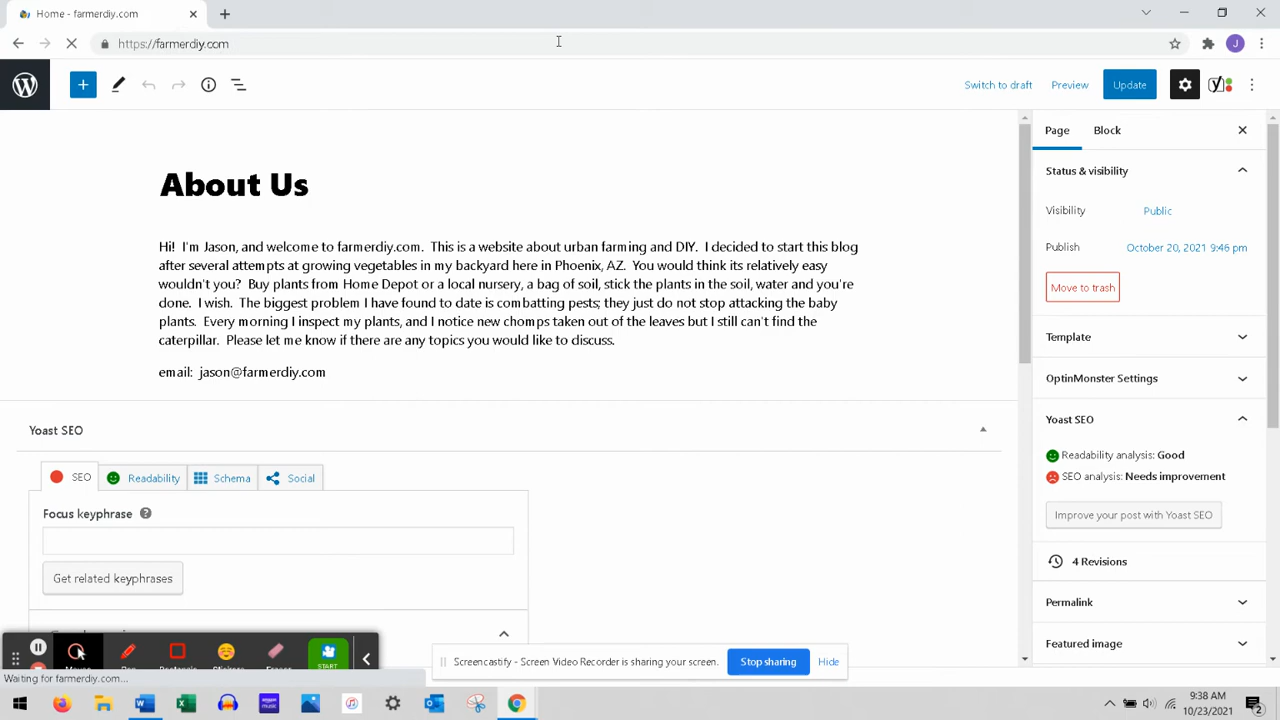 Home - farmerdiy.com
https://farmerdiy.com
J
Switch to draft
Preview
Update
Page
Block
About Us
Status & visibility
Visibility
Public
Publish
October 20, 2021 9:46 pm
Move to trash
Hi! I'm Jason, and welcome to farmerdiy.com. This is a website about urban farming and DIY. I decided to start this blog
after several attempts at growing vegetables in my backyard here in Phoenix, AZ. You would think its relatively easy
wouldn't you? Buy plants from Home Depot or a local nursery, a bag of soil, stick the plants in the soil, water and you're
done. I wish. The biggest problem I have found to date is combatting pests; they just do not stop attacking the baby
plants. Every morning I inspect my plants, and I notice new chomps taken out of the leaves but I still can't find the
caterpillar. Please let me know if there are any topics you would like to discuss.
email: jason@farmerdiy.com
Template
OptinMonster Settings
Yoast SEO
Readability analysis: Good
SEO analysis: Needs improvement
Improve your post with Yoast SEO
4 Revisions
Permalink
Featured image
Yoast SEO
SEO
Readability
Schema
Social
Focus keyphrase
Get related keyphrases
START
Screencastify - Screen Video Recorder is sharing your screen.
Stop sharing
Hide
Waiting for farmerdiy.com...
amazon music
9:38 AM
10/23/2021
2